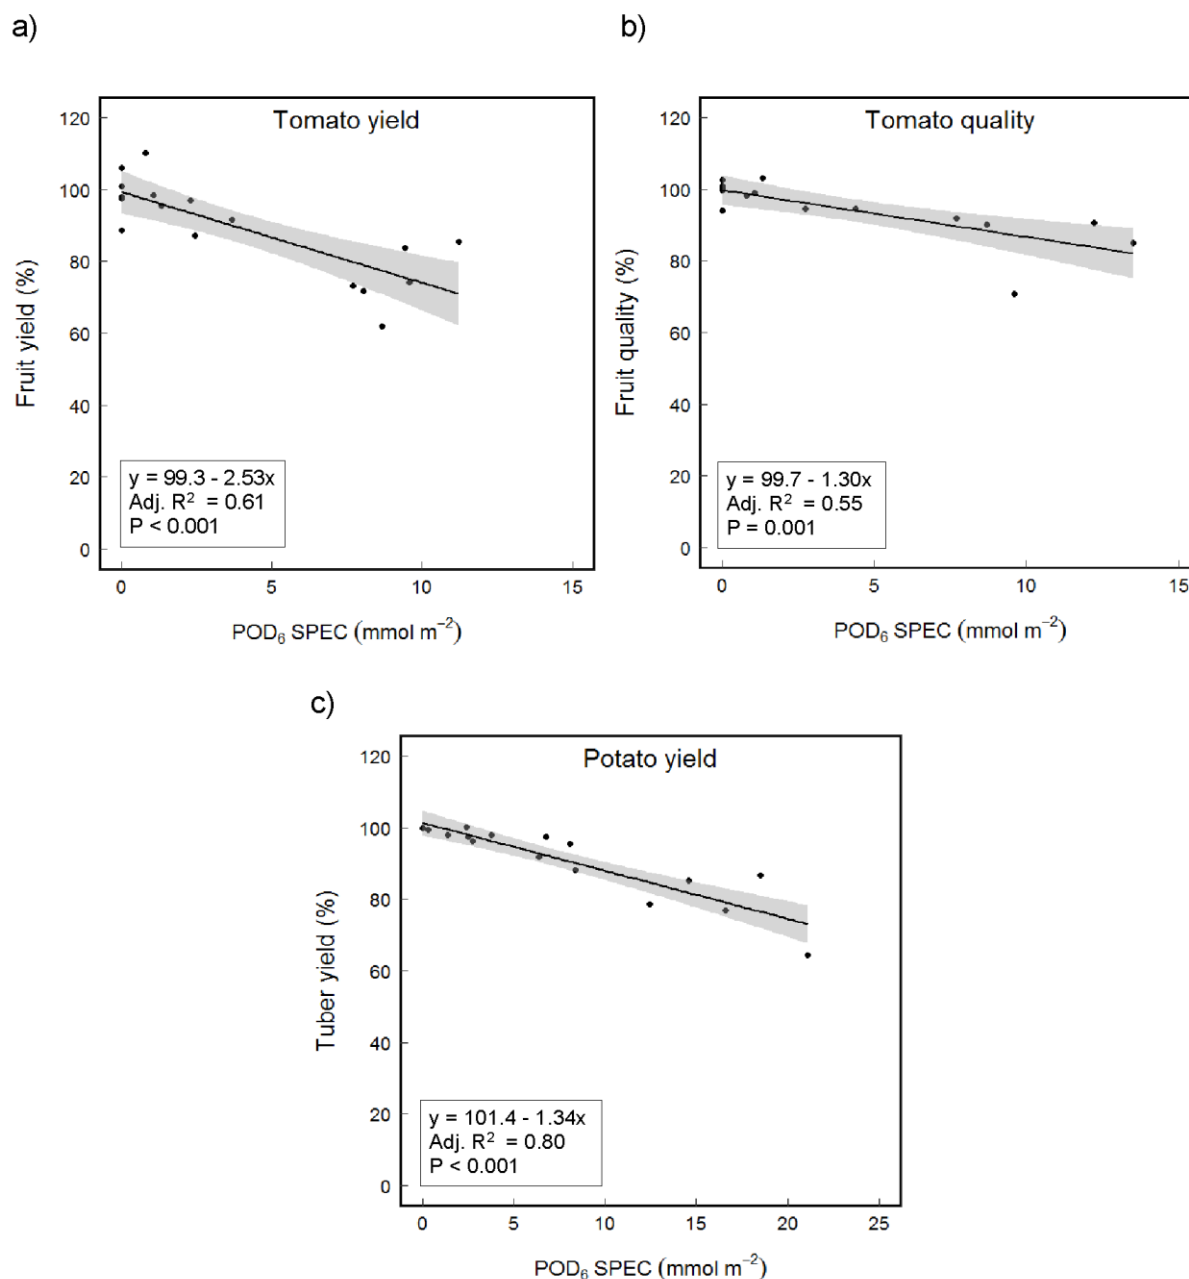 a)
Tomato yield
Fruit yield (%)
120
100
80
60
40
20
0
y = 99.3 - 2.53x
Adj. R² = 0.61
P < 0.001
0 5 10 15
POD₆ SPEC (mmol m⁻²)
b)
Tomato quality
Fruit quality (%)
120
100
80
60
40
20
0
y = 99.7 - 1.30x
Adj. R² = 0.55
P = 0.001
0 5 10 15
POD₆ SPEC (mmol m⁻²)
c)
Potato yield
Tuber yield (%)
120
100
80
60
40
20
0
y = 101.4 - 1.34x
Adj. R² = 0.80
P < 0.001
0 5 10 15 20 25
POD₆ SPEC (mmol m⁻²)